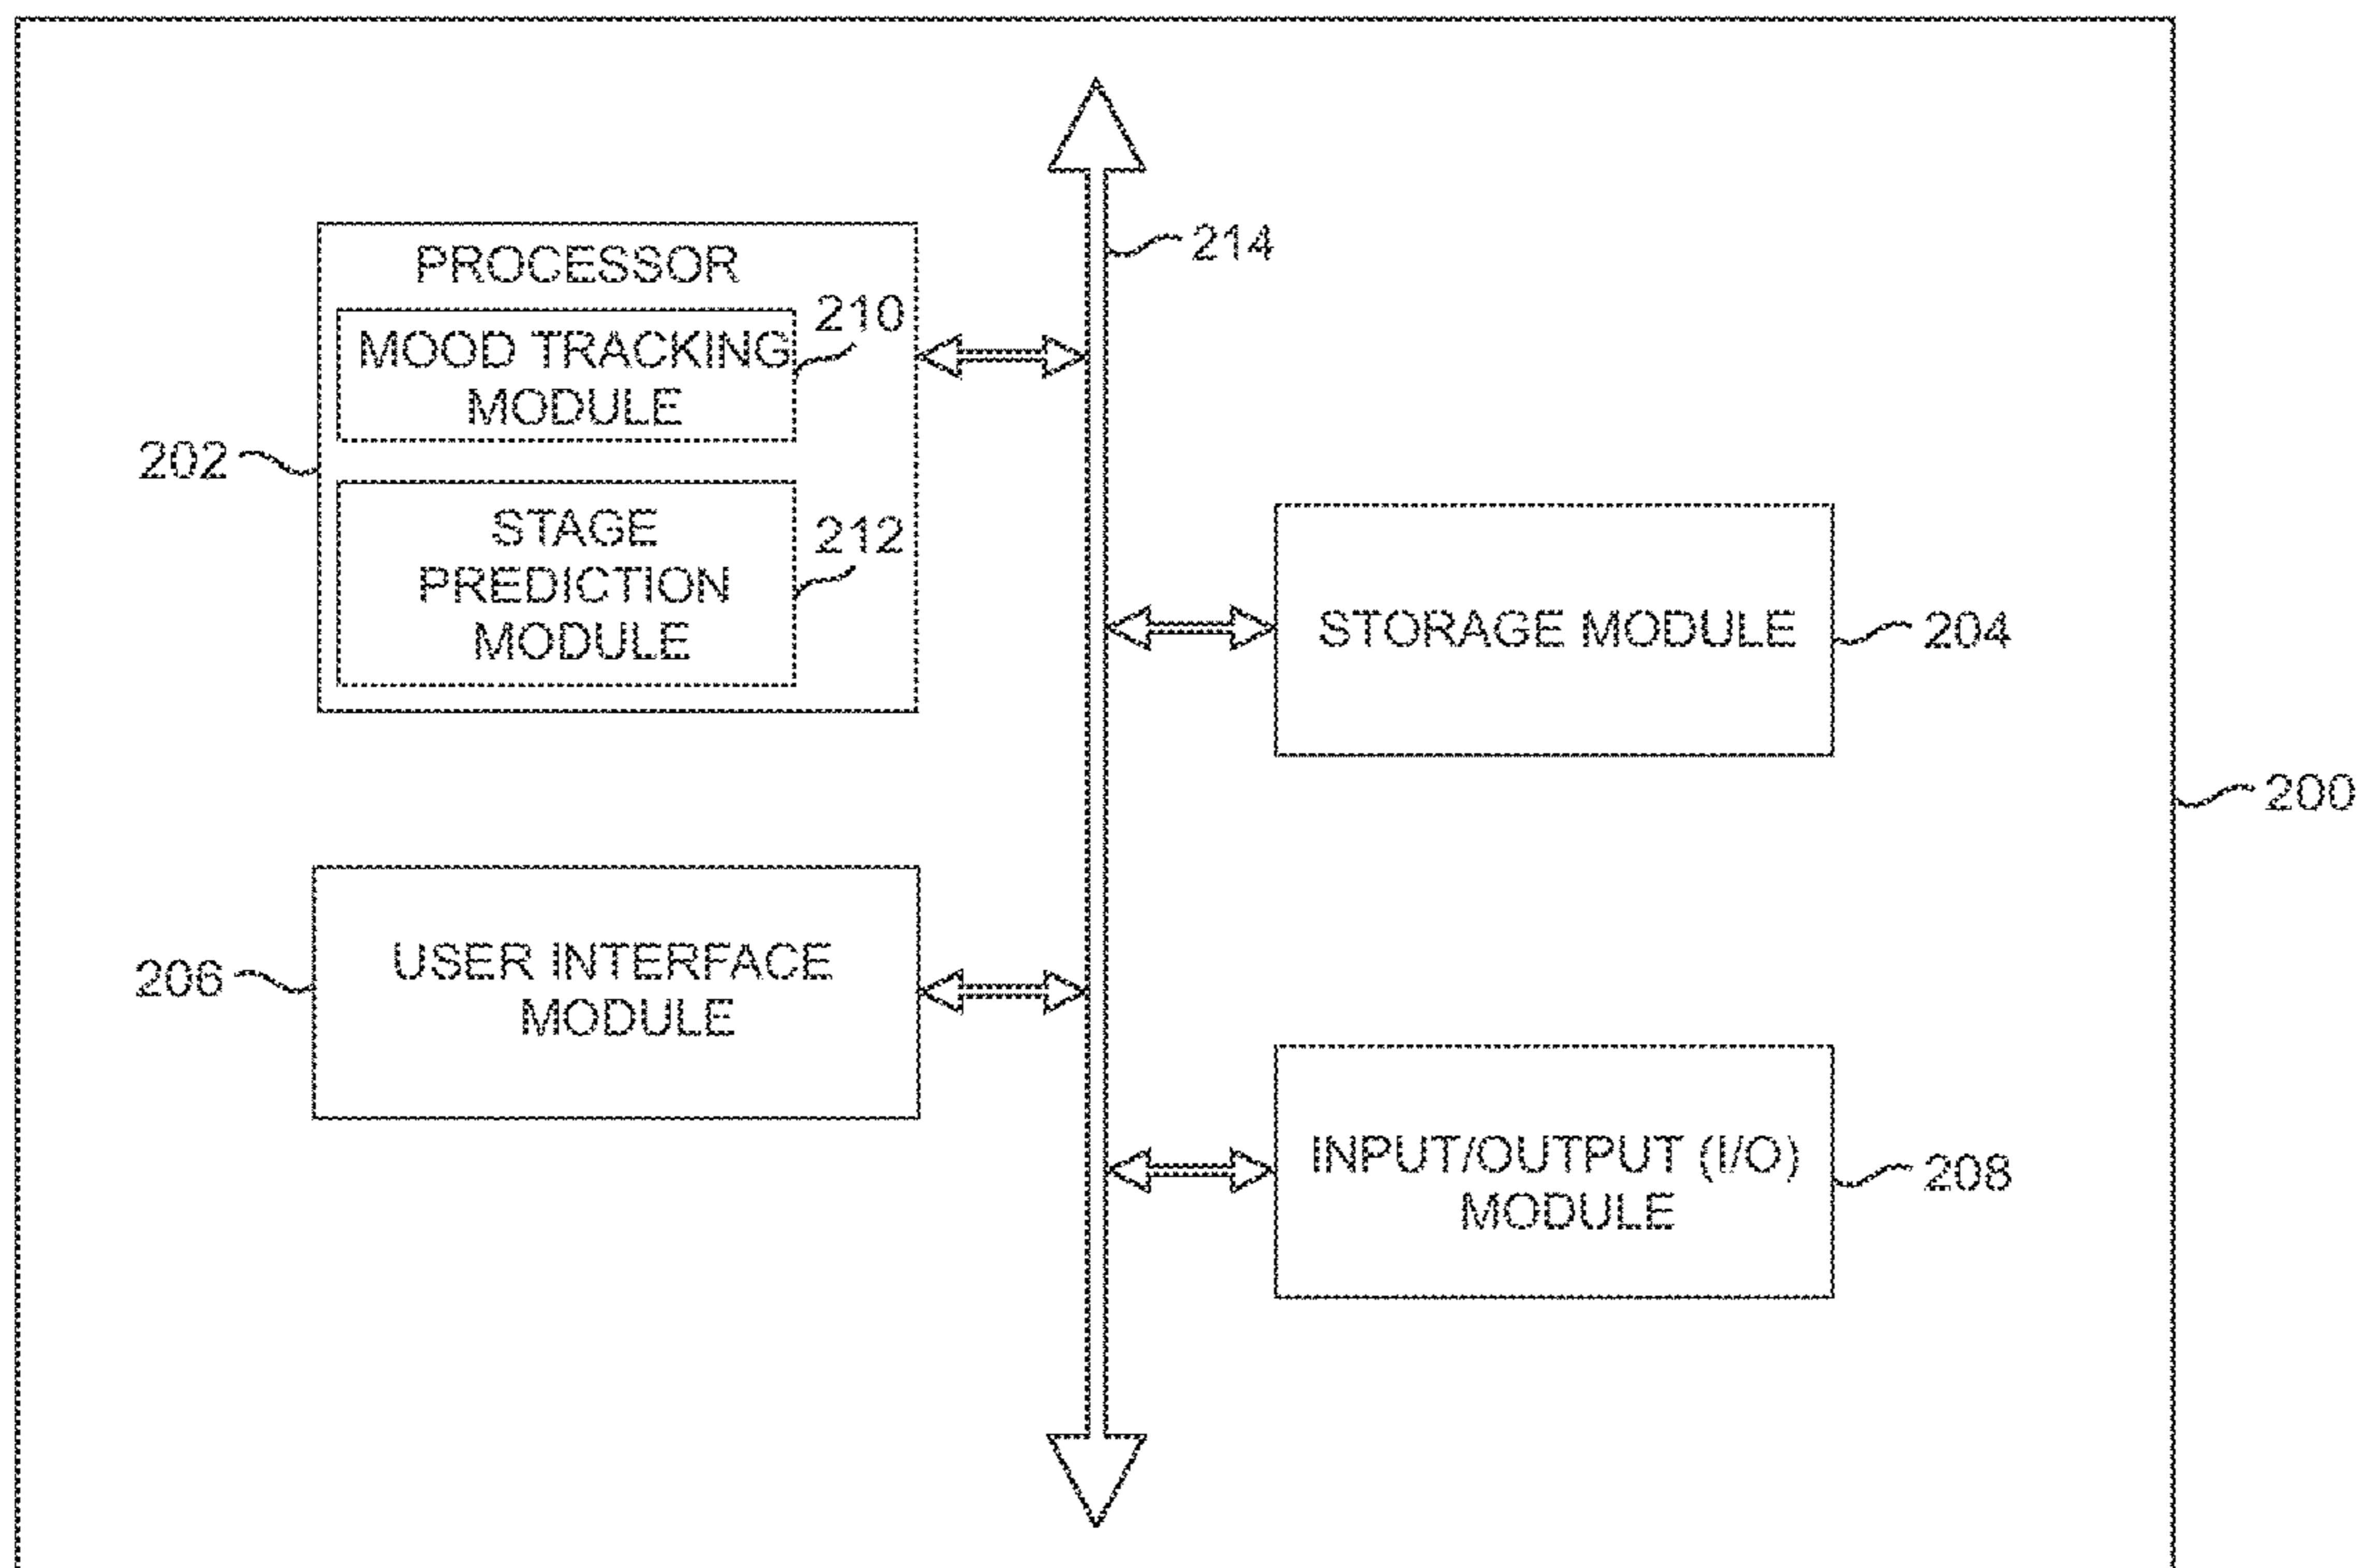 PROCESSOR
210
MOOD TRACKING
MODULE
202
STAGE
PREDICTION
MODULE
212
214
STORAGE MODULE
204
200
206
USER INTERFACE
MODULE
INPUT/OUTPUT (I/O)
MODULE
208